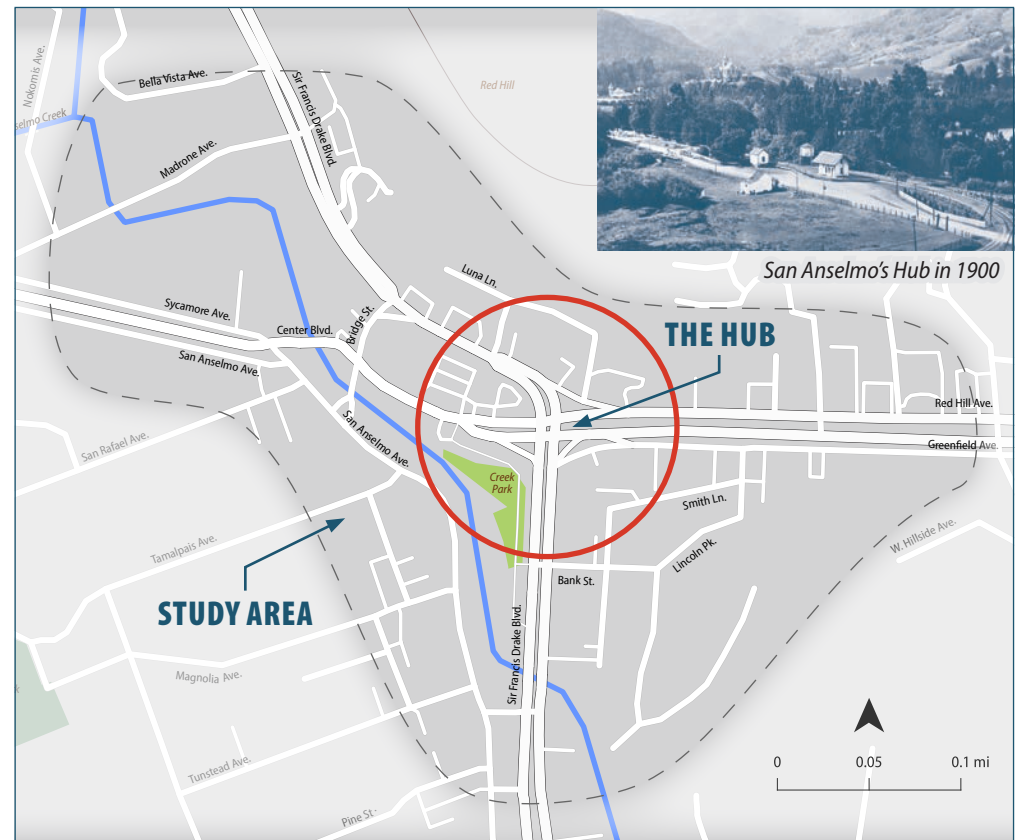 Nokomis Ave.
selmo Creek
Bella Vista Ave.
Sir Francis Drake Blvd.
Red Hill
Madrone Ave.
San Anselmo's Hub in 1900
Luna Ln.
Sycamore Ave.
Center Blvd.
Bridge St.
THE HUB
San Anselmo Ave.
Red Hill Ave.
San Anselmo Ave.
San Rafael Ave.
Greenfield Ave.
Creek
Park
Smith Ln.
Tamalpais Ave.
W. Hillside Ave.
Lincoln Pk.
Bank St.
STUDY AREA
Sir Francis Drake Blvd.
Magnolia Ave.
k
Tunstead Ave.
0 0.05 0.1 mi
Pine St.